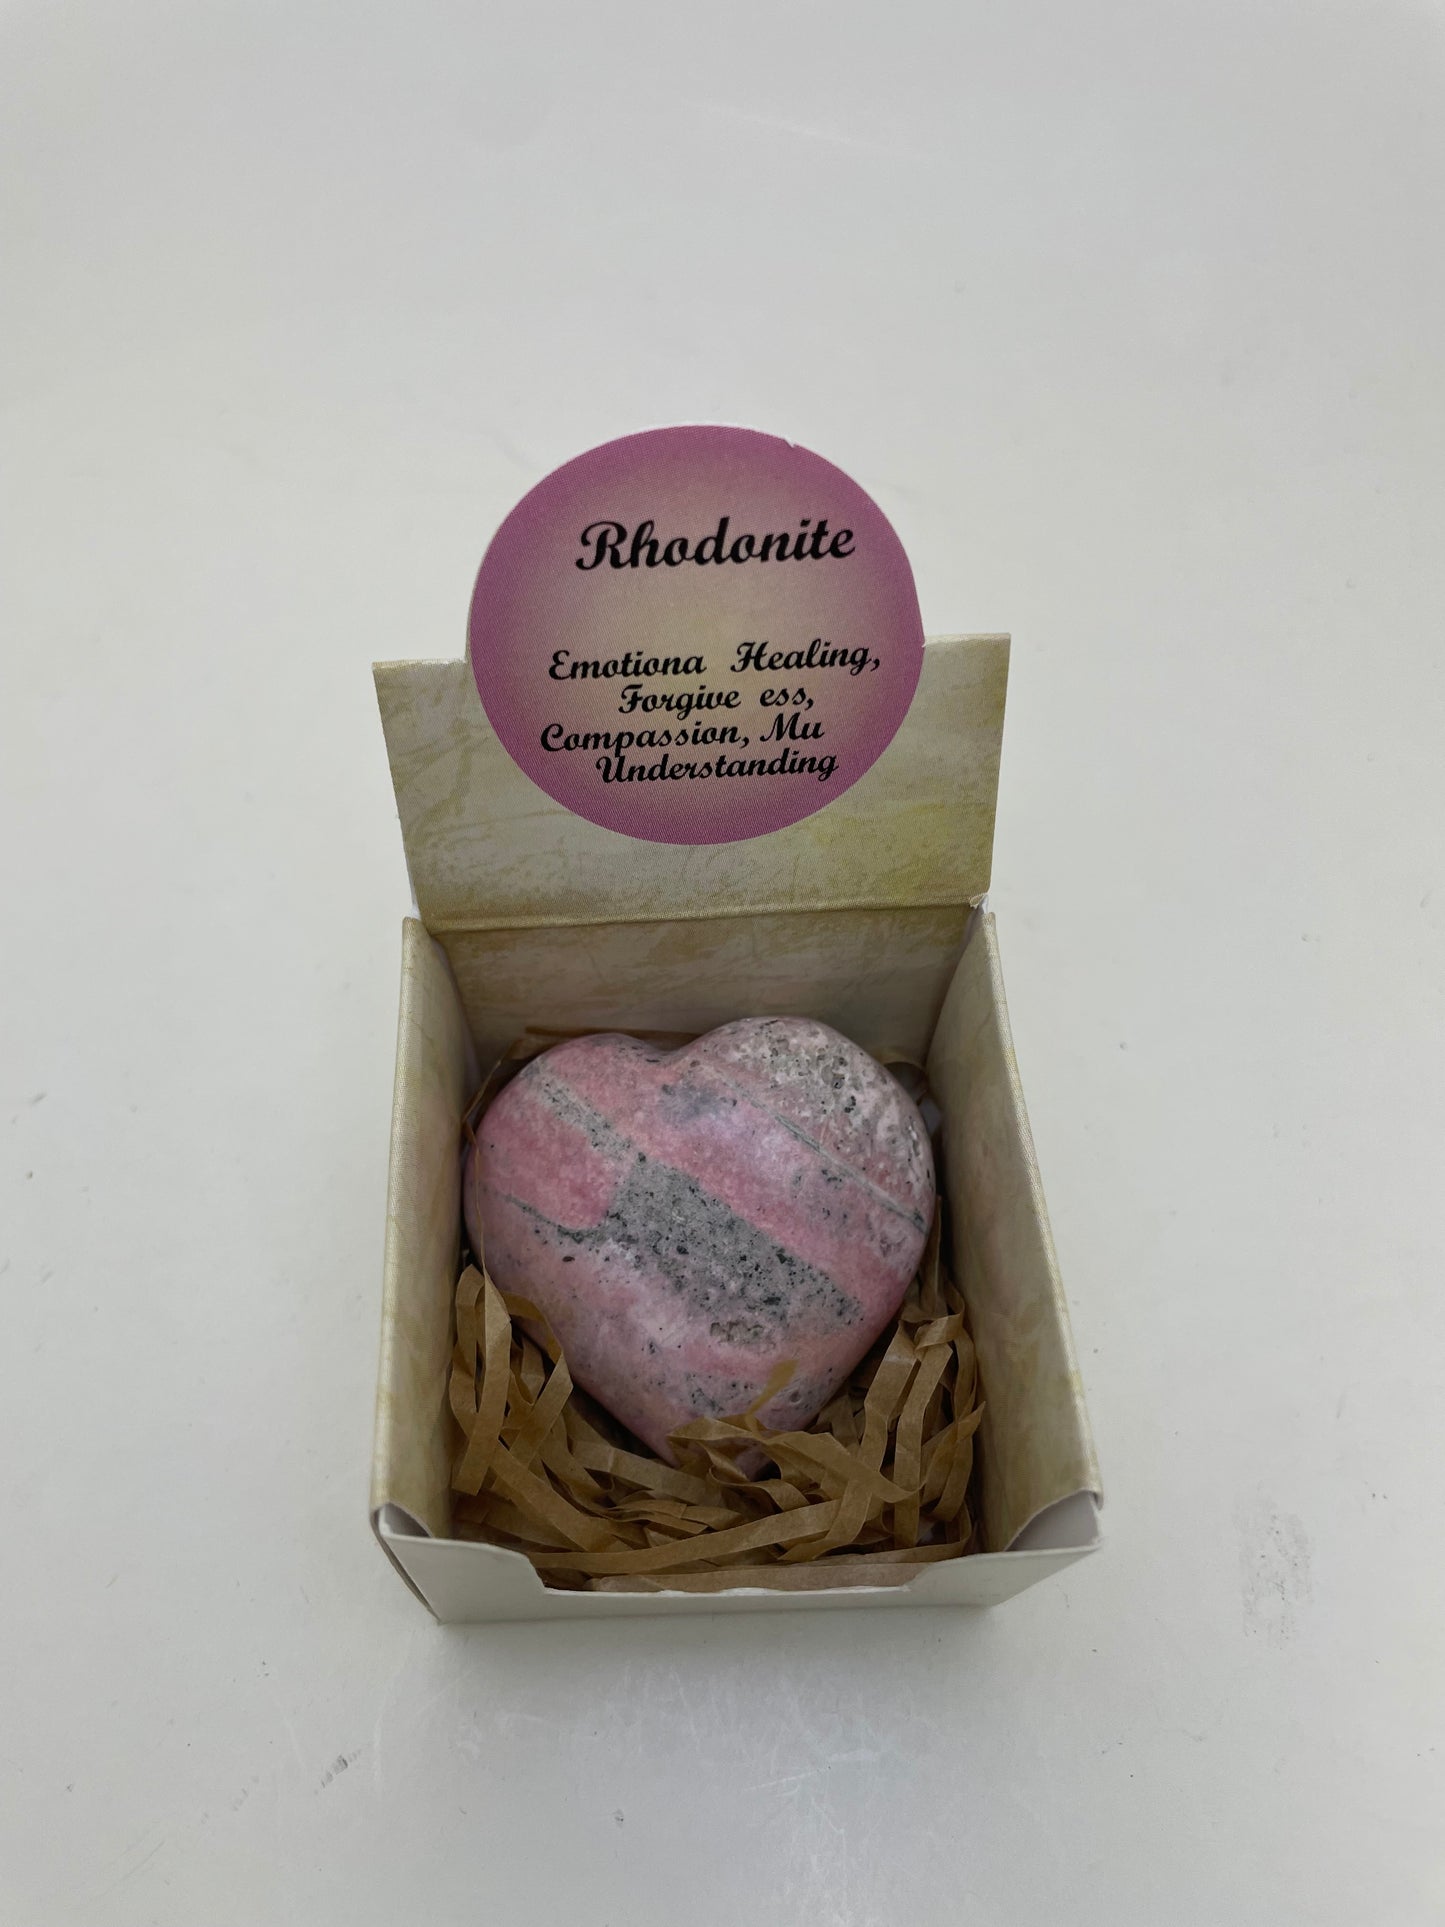 Rhodonite
Emotiona Healing,
Forgive ess,
Compassion, Mu
Understanding